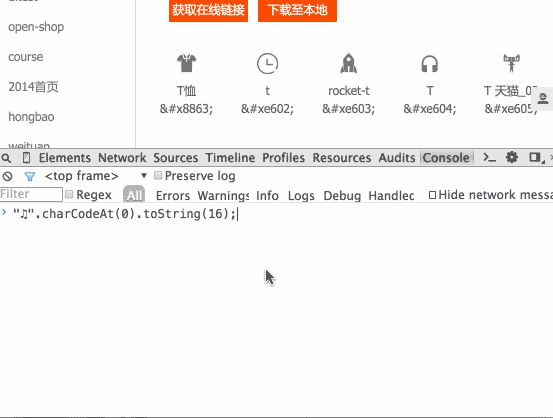 获取在线链接 下载至本地
open-shop
course
2014首页
hongbao
weituan
T恤 t rocket-t T T 天猫_0
&#x8863; &#xe602; &#xe603; &#xe604; &#xe605;
Elements Network Sources Timeline Profiles Resources Audits Console
<top frame> Preserve log
Filter Regex All Errors Warnings Info Logs Debug Handled Hide network messa
"♫".charCodeAt(0).toString(16);